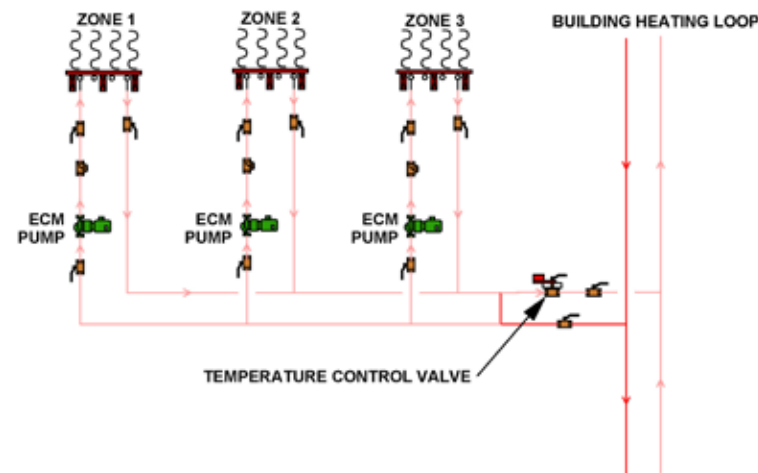 ZONE 1
ZONE 2
ZONE 3
BUILDING HEATING LOOP
ECM
PUMP
ECM
PUMP
ECM
PUMP
TEMPERATURE CONTROL VALVE